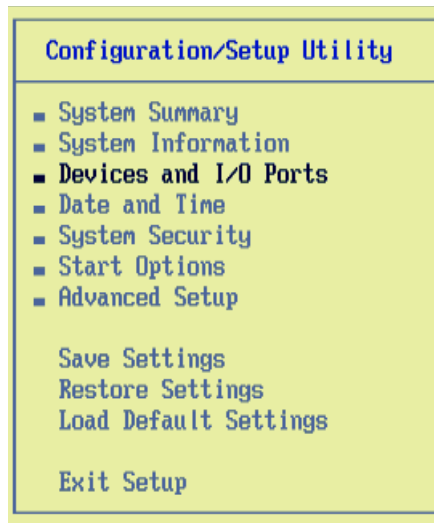 Configuration/Setup Utility
System Summary
System Information
Devices and I/O Ports
Date and Time
System Security
Start Options
Advanced Setup
Save Settings
Restore Settings
Load Default Settings
Exit Setup